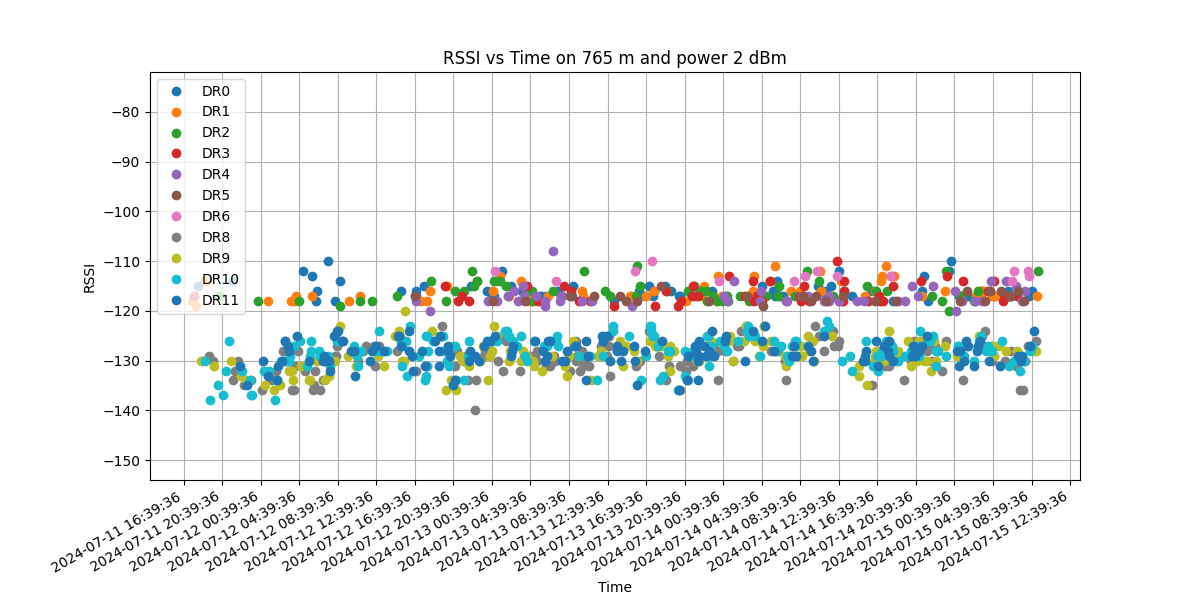 RSSI vs Time on 765 m and power 2 dBm
DR0
DR1
DR2
DR3
DR4
DR5
DR6
DR8
DR9
DR10
DR11
−80
−90
−100
−110
−120
−130
−140
−150
RSSI
2024-07-11 16:39:36
2024-07-11 20:39:36
2024-07-12 00:39:36
2024-07-12 04:39:36
2024-07-12 08:39:36
2024-07-12 12:39:36
2024-07-12 16:39:36
2024-07-12 20:39:36
2024-07-13 00:39:36
2024-07-13 04:39:36
2024-07-13 08:39:36
2024-07-13 12:39:36
2024-07-13 16:39:36
2024-07-13 20:39:36
2024-07-14 00:39:36
2024-07-14 04:39:36
2024-07-14 08:39:36
2024-07-14 12:39:36
2024-07-14 16:39:36
2024-07-14 20:39:36
2024-07-15 00:39:36
2024-07-15 04:39:36
2024-07-15 08:39:36
2024-07-15 12:39:36
Time